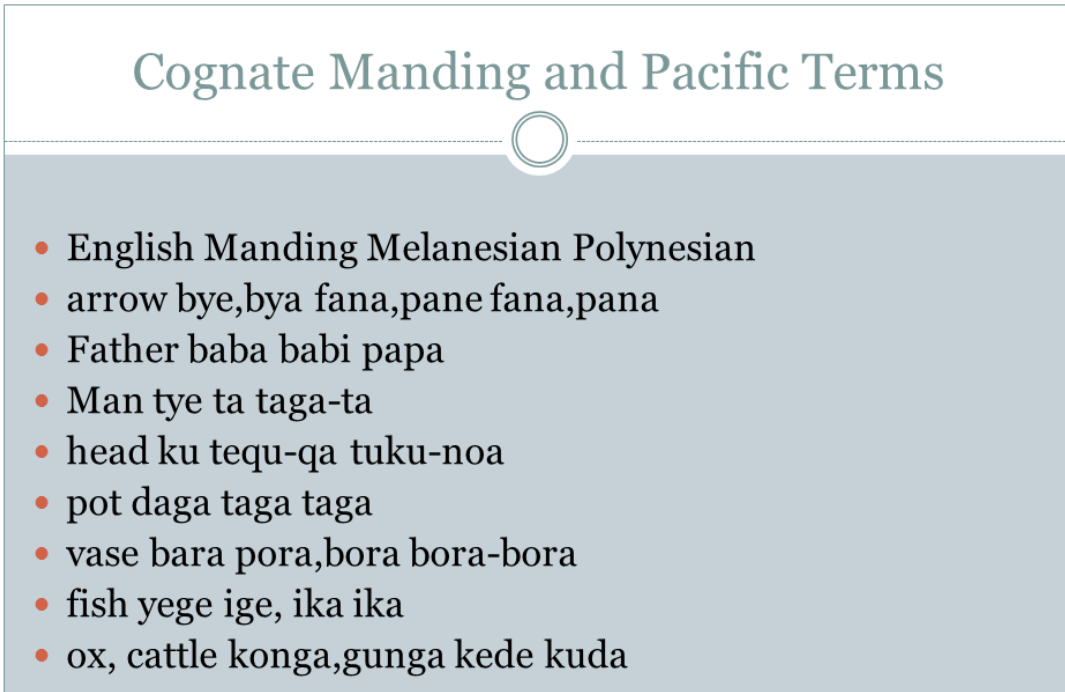 Cognate Manding and Pacific Terms
• English Manding Melanesian Polynesian
• arrow bye,bya fana,pane fana,pana
• Father baba babi papa
• Man tye ta taga-ta
• head ku tequ-qa tuku-noa
• pot daga taga taga
• vase bara pora,bora bora-bora
• fish yege ige, ika ika
• ox, cattle konga,gunga kede kuda